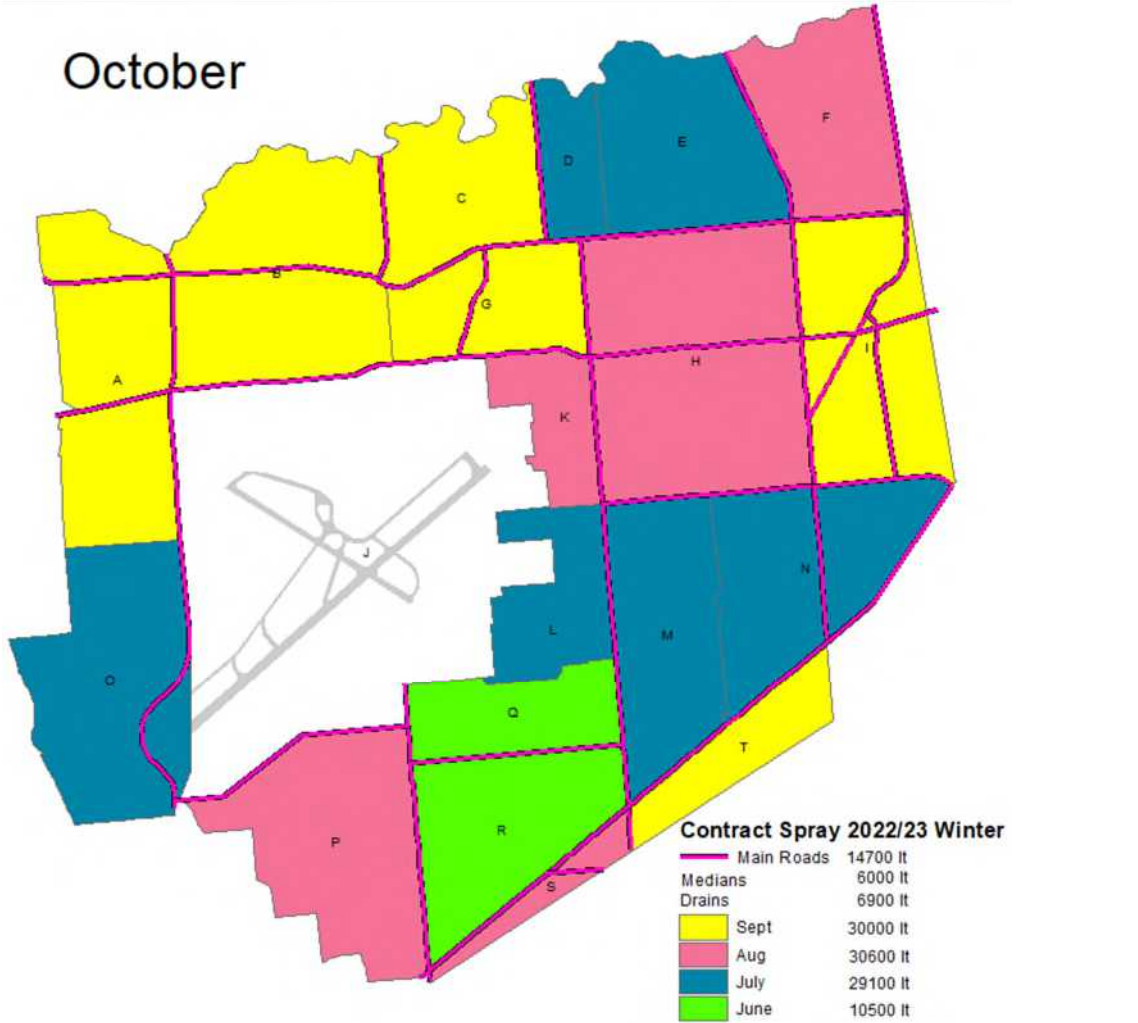 October
F
E
D
C
B
G
I
H
A
K
J
N
L
M
O
Q
T
R
P
S
Contract Spray 2022/23 Winter
Main Roads 14700 lt
Medians 6000 lt
Drains 6900 lt
Sept 30000 lt
Aug 30600 lt
July 29100 lt
June 10500 lt